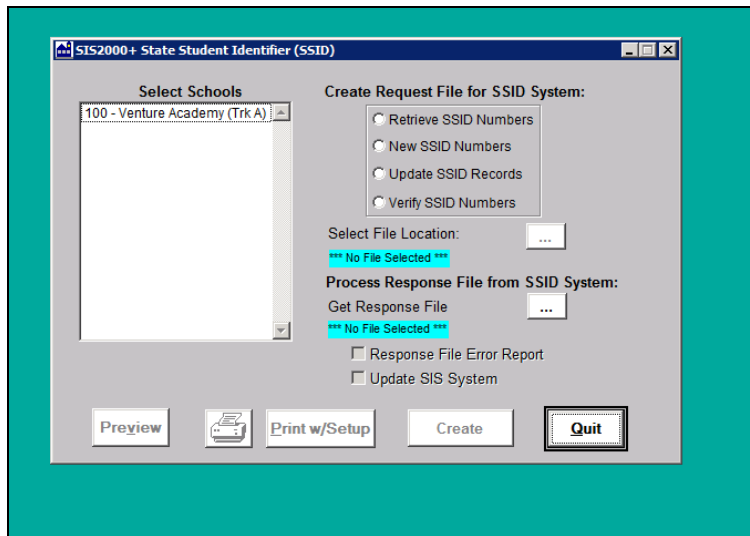 SIS2000+ State Student Identifier (SSID)
Select Schools
100 - Venture Academy (Trk A)
Create Request File for SSID System:
Retrieve SSID Numbers
New SSID Numbers
Update SSID Records
Verify SSID Numbers
Select File Location:
...
*** No File Selected ***
Process Response File from SSID System:
Get Response File
...
*** No File Selected ***
Response File Error Report
Update SIS System
Preview
Print w/Setup
Create
Quit